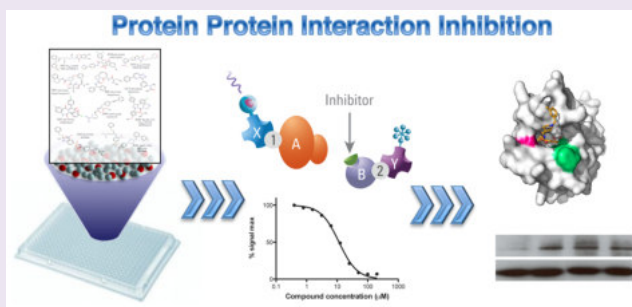 Protein Protein Interaction Inhibition
Inhibitor
X
1
A
B
2
Y
% signal max
100
50
0
0.1
1
10
100
1000
Compound concentration (µM)